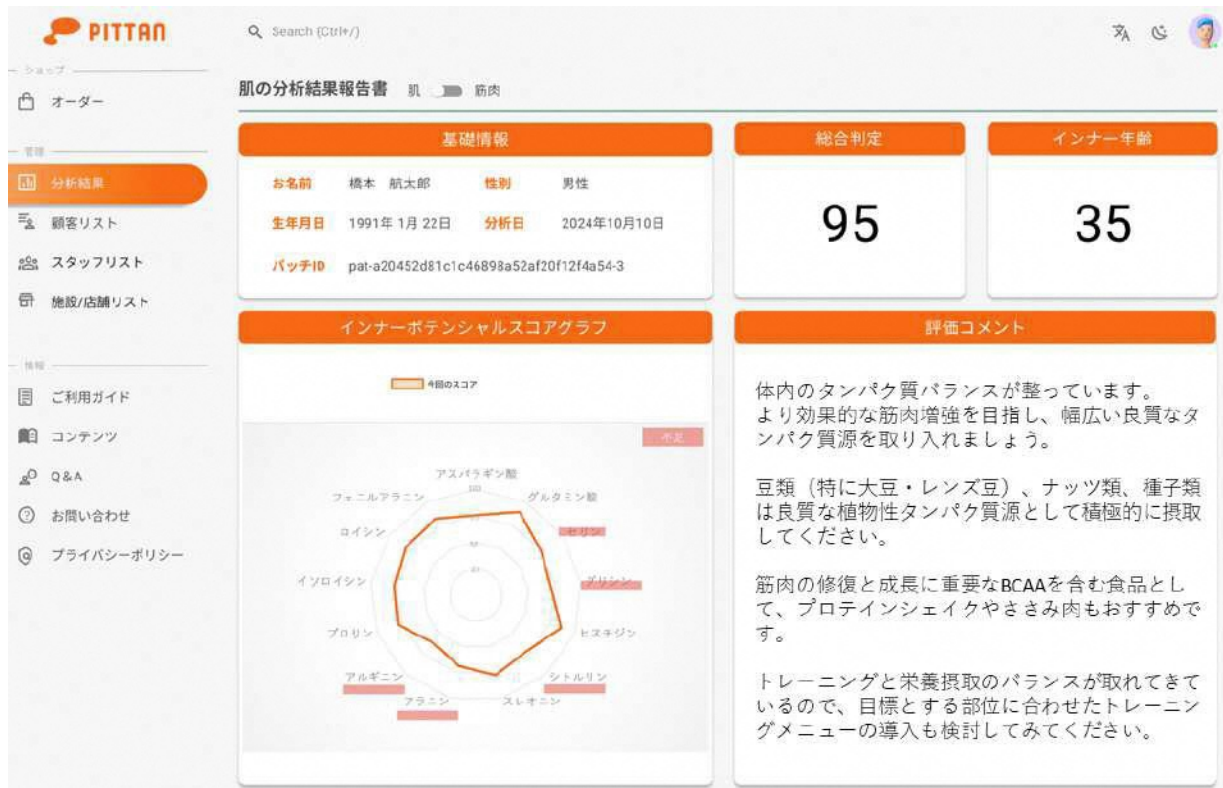 PITTAN
Search (Ctrl+/)
ショップ
オーダー
管理
分析結果
顧客リスト
スタッフリスト
施設/店舗リスト
情報
ご利用ガイド
コンテンツ
Q&A
お問い合わせ
プライバシーポリシー
肌の分析結果報告書 肌 筋肉
基礎情報
お名前 橋本 航太郎 性別 男性
生年月日 1991年 1月 22日 分析日 2024年10月10日
パッチID pat-a20452d81c1c46898a52af20f12f4a54-3
総合判定
95
インナー年齢
35
インナーポテンシャルスコアグラフ
今回のスコア
不足
アスパラギン酸
グルタミン酸
セリン
グリシン
ヒスチジン
シトルリン
スレオニン
アラニン
アルギニン
プロリン
イソロイシン
ロイシン
フェニルアラニン
100
評価コメント
体内のタンパク質バランスが整っています。
より効果的な筋肉増強を目指し、幅広い良質なタ
ンパク質源を取り入れましょう。
豆類（特に大豆・レンズ豆）、ナッツ類、種子類
は良質な植物性タンパク質源として積極的に摂取
してください。
筋肉の修復と成長に重要なBCAAを含む食品とし
て、プロテインシェイクやささみ肉もおすすめで
す。
トレーニングと栄養摂取のバランスが取れてきて
いるので、目標とする部位に合わせたトレーニン
グメニューの導入も検討してみてください。